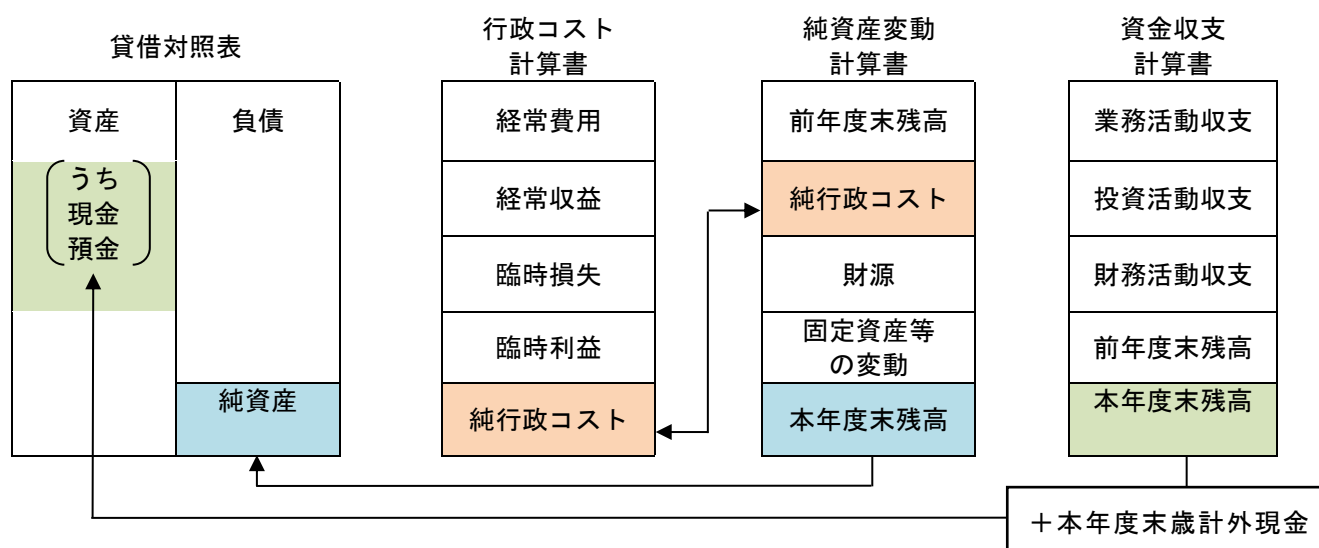 貸借対照表
資産
負債
うち
現金
預金
純資産
行政コスト
計算書
経常費用
経常収益
臨時損失
臨時利益
純行政コスト
純資産変動
計算書
前年度末残高
純行政コスト
財源
固定資産等
の変動
本年度末残高
資金収支
計算書
業務活動収支
投資活動収支
財務活動収支
前年度末残高
本年度末残高
＋本年度末歳計外現金